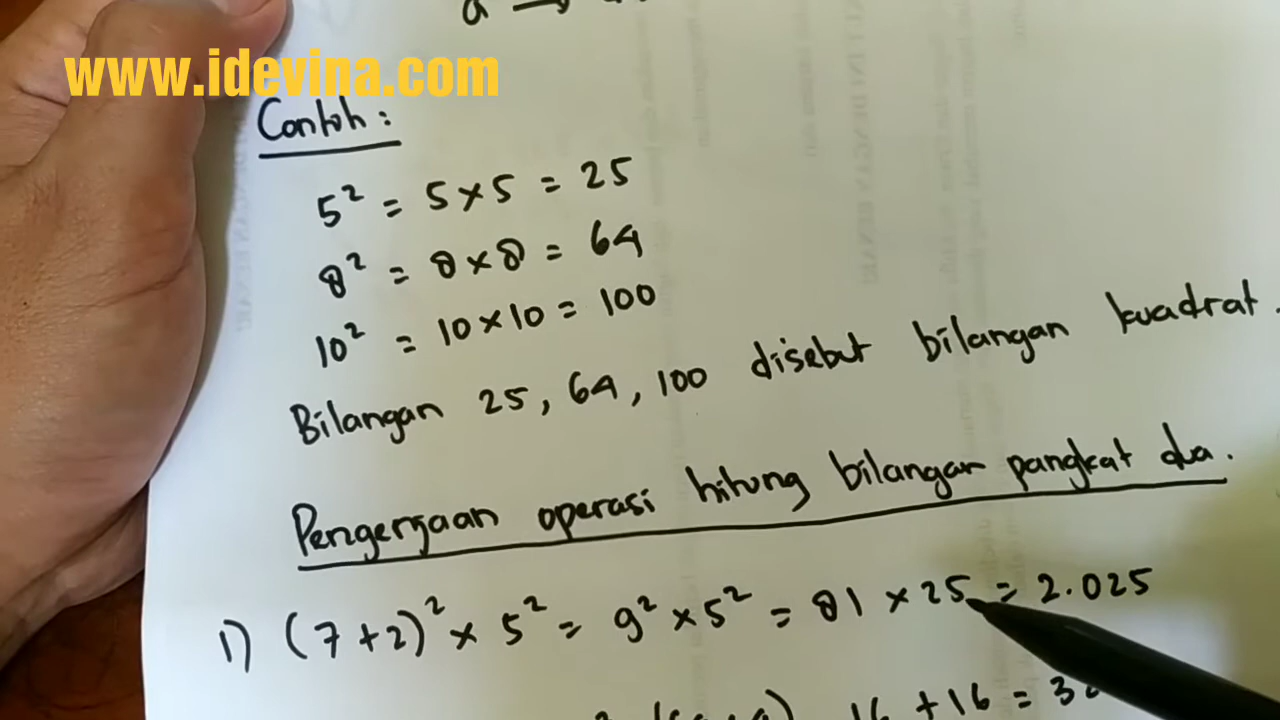 www.idevina.com
Contoh:
5² = 5 × 5 = 25
8² = 8 × 8 = 64
10² = 10 × 10 = 100
Bilangan 25, 64, 100 disebut bilangan kuadrat.
Pengerjaan operasi hitung bilangan pangkat dua.
1) (7 + 2)² × 5² = 9² × 5² = 81 × 25 = 2.025
16 + 16 =